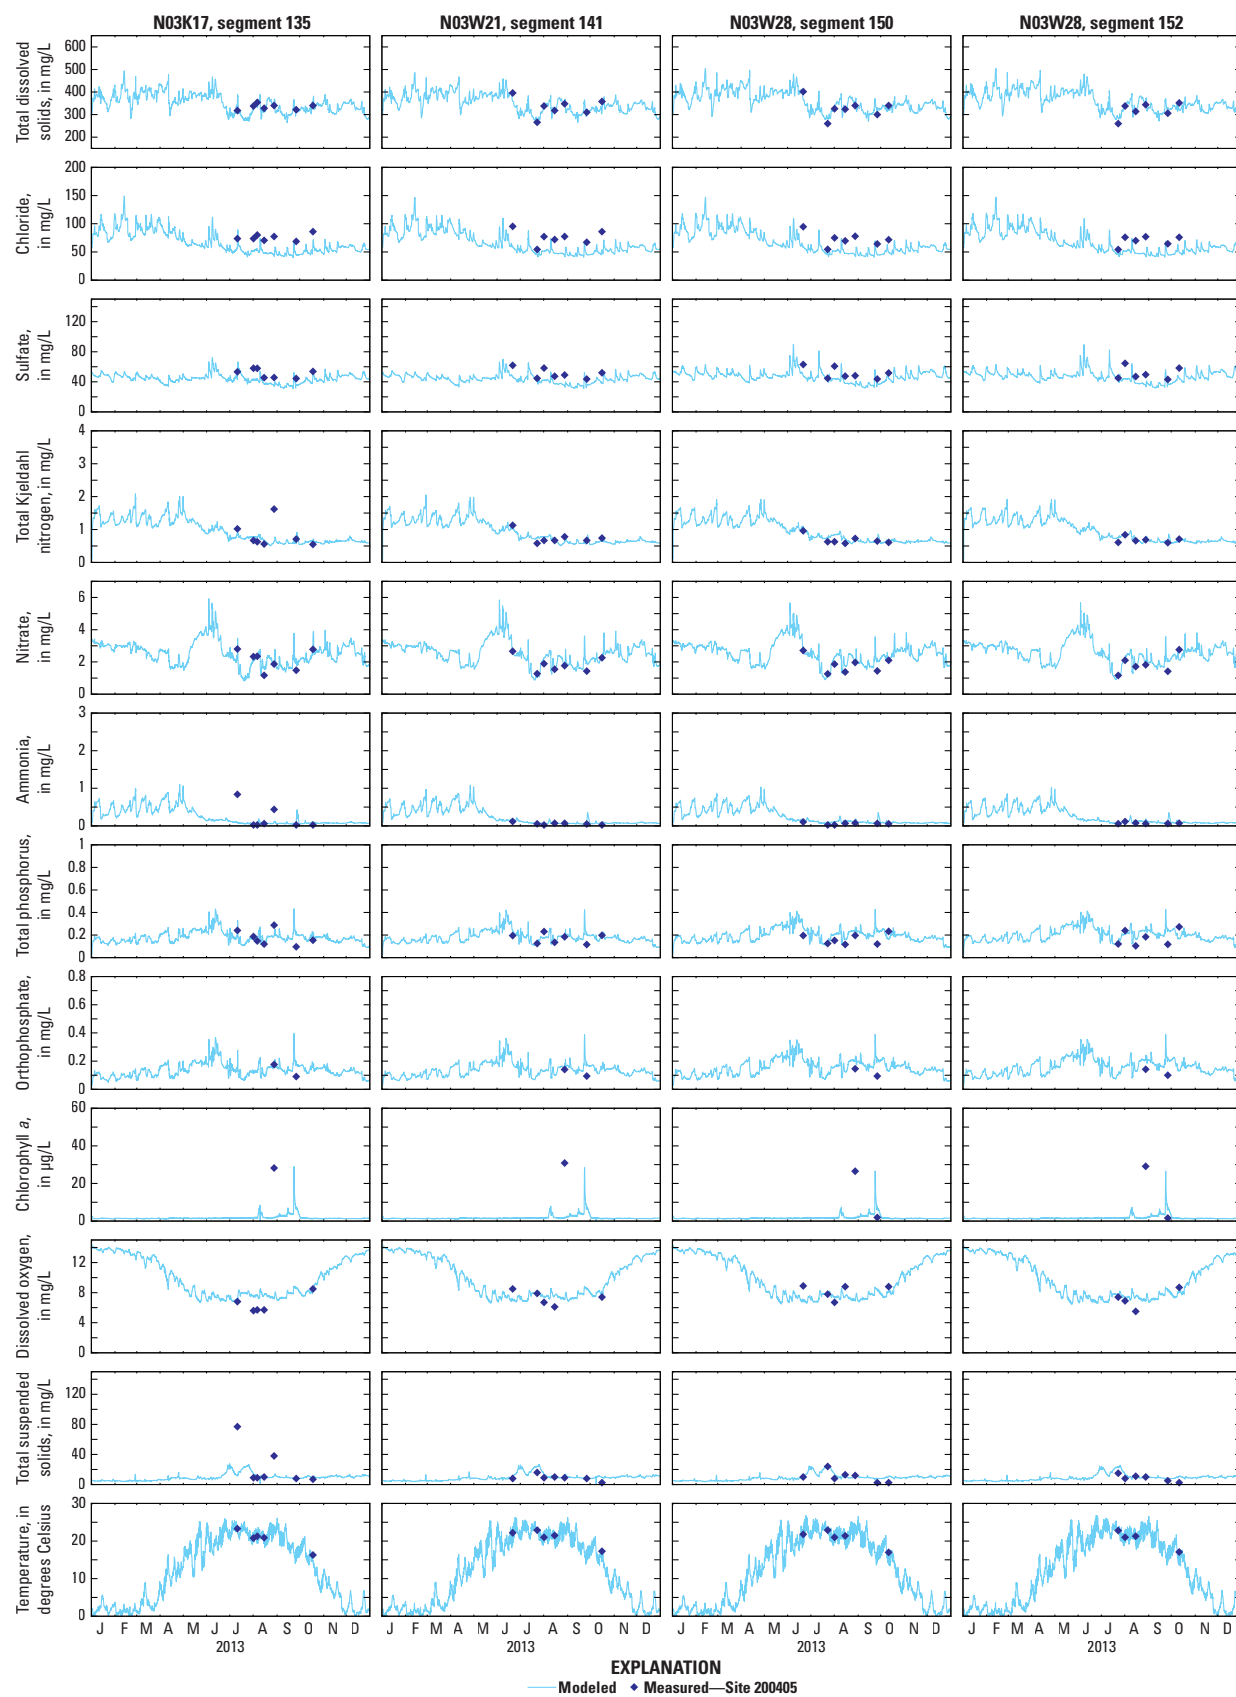 N03K17, segment 135 N03W21, segment 141 N03W28, segment 150 N03W28, segment 152
Total dissolved
solids, in mg/L
600
500
400
300
200
Chloride,
in mg/L
200
150
100
50
0
Sulfate,
in mg/L
120
80
40
0
Total Kjeldahl
nitrogen, in mg/L
4
3
2
1
0
Nitrate,
in mg/L
6
4
2
0
Ammonia,
in mg/L
3
2
1
0
Total phosphorus,
in mg/L
1
0.8
0.6
0.4
0.2
0
Orthophosphate,
in mg/L
0.8
0.6
0.4
0.2
0
Chlorophyll a,
in µg/L
60
40
20
0
Dissolved oxygen,
in mg/L
12
8
4
0
Total suspended
solids, in mg/L
120
80
40
0
Temperature, in
degrees Celsius
30
20
10
0
J F M A M J J A S O N D J F M A M J J A S O N D J F M A M J J A S O N D J F M A M J J A S O N D
2013 2013 2013 2013
EXPLANATION
Modeled Measured—Site 200405